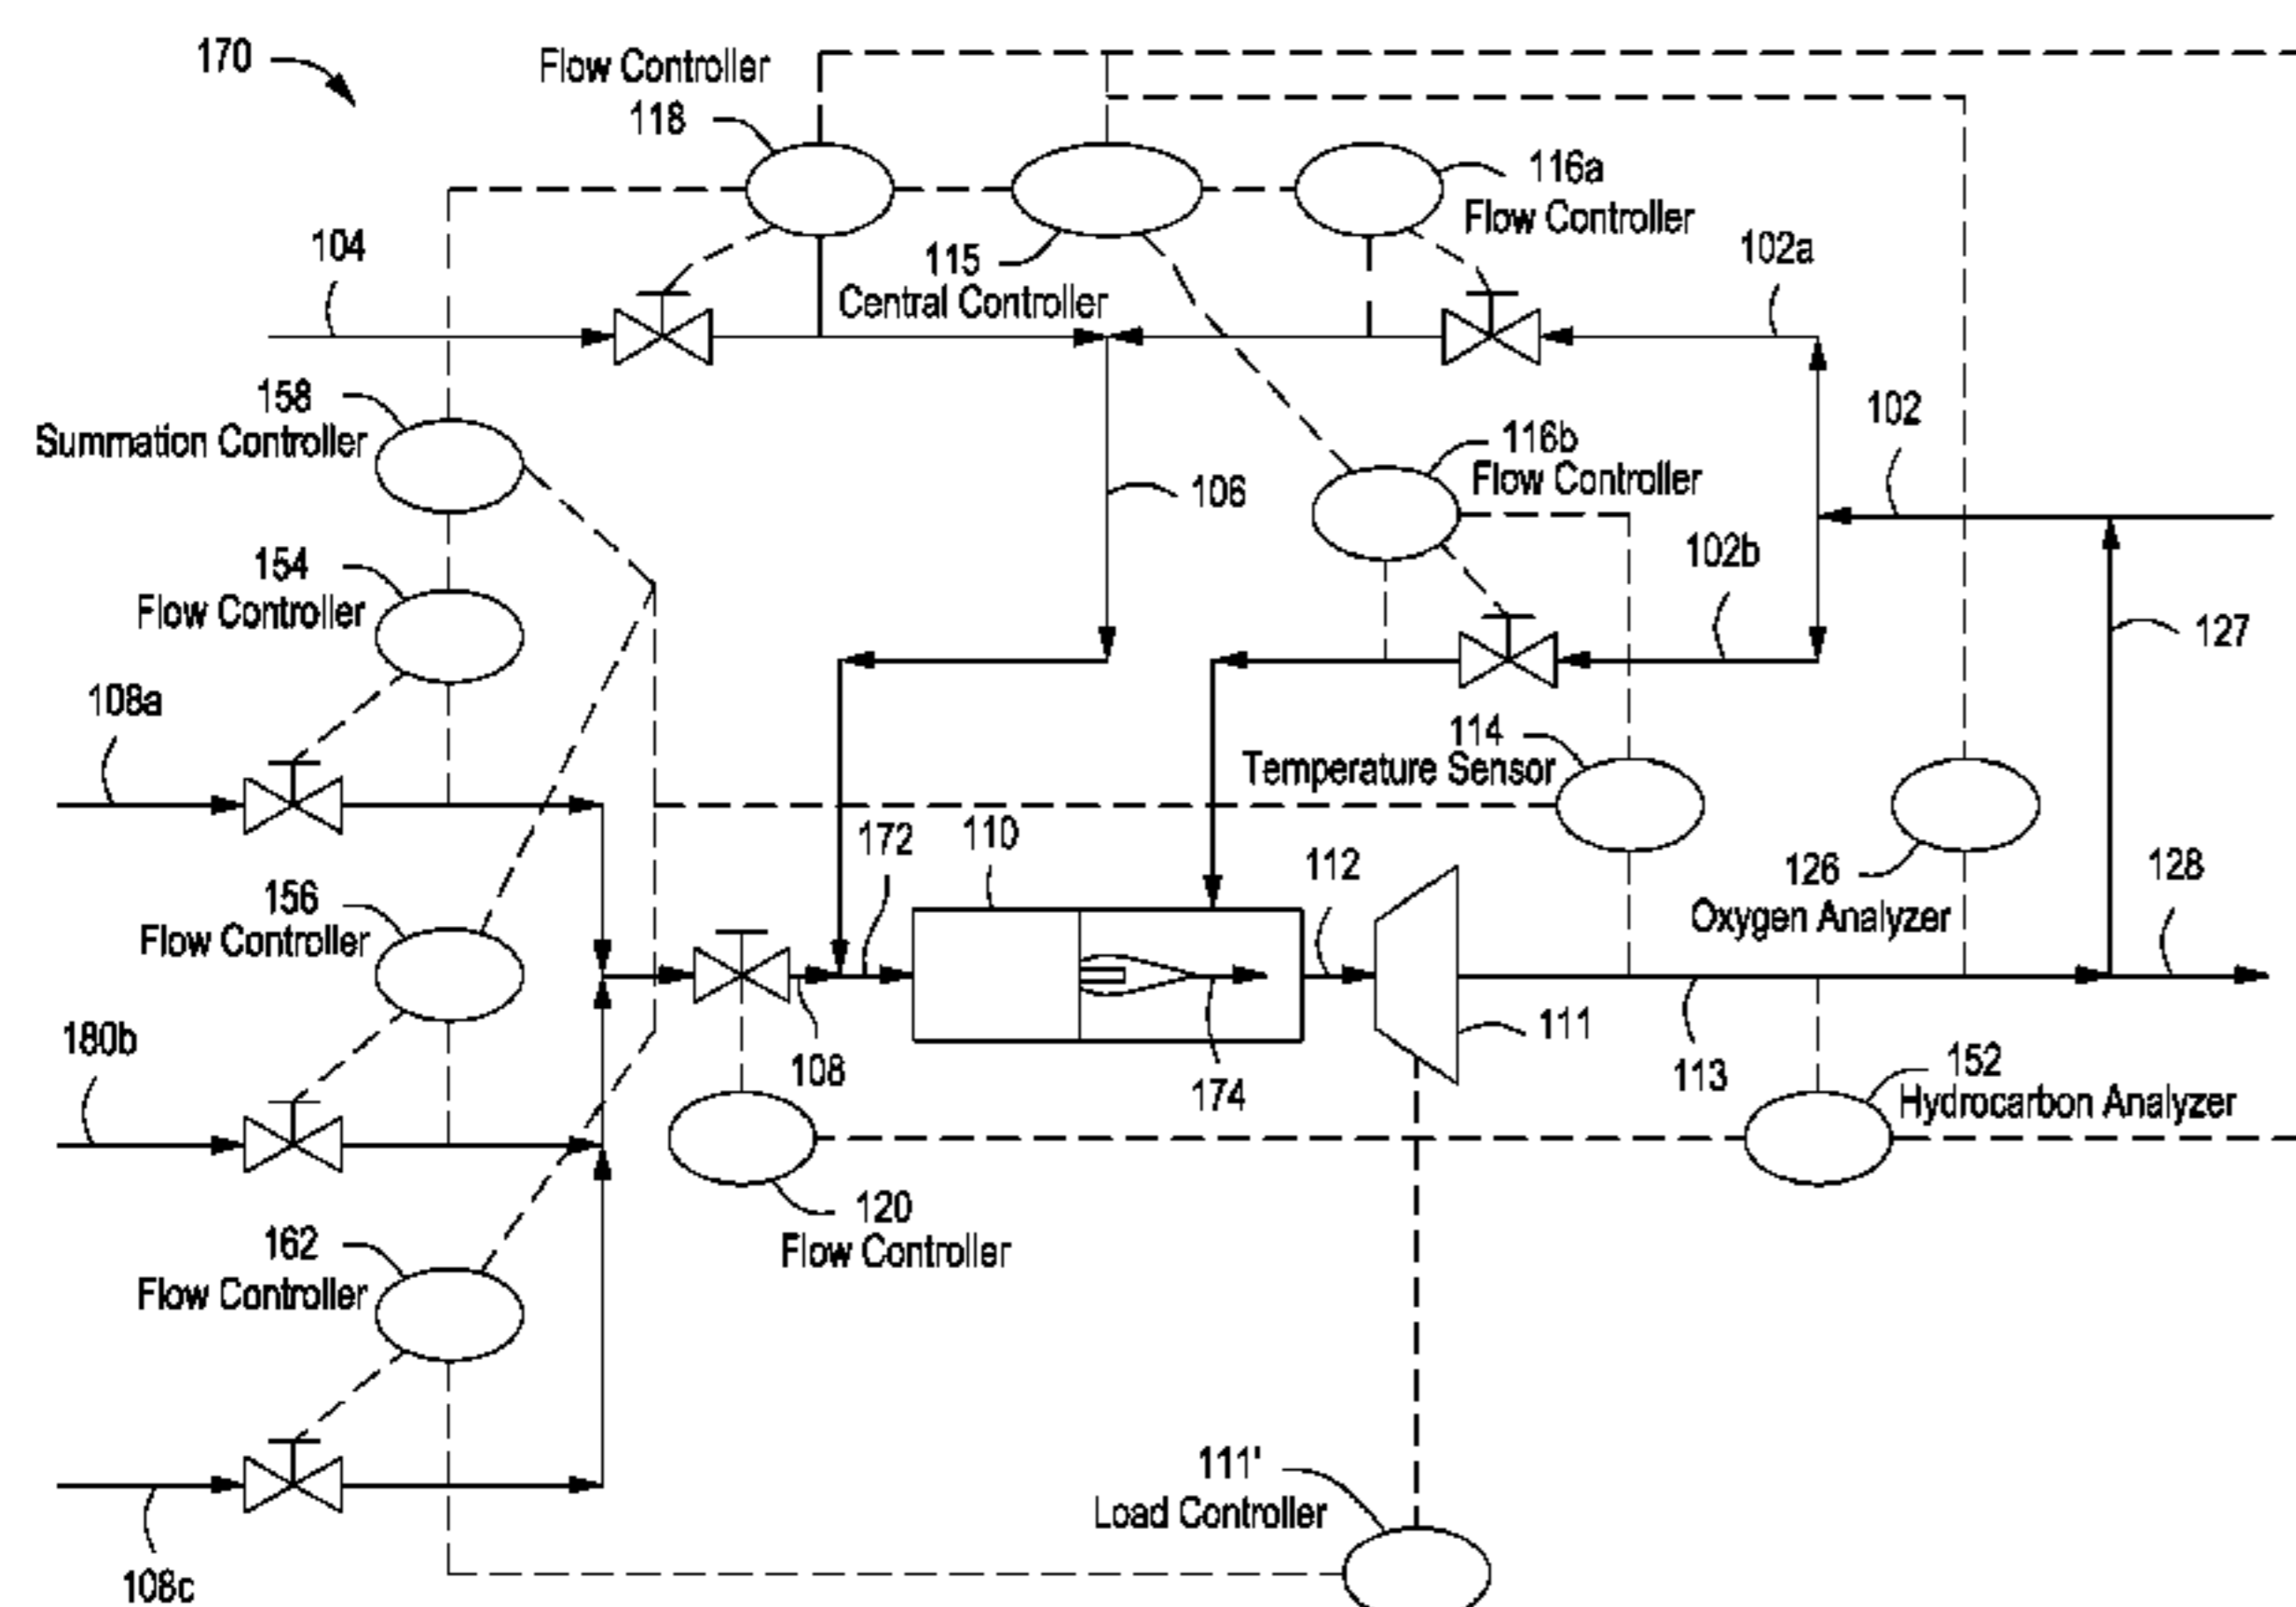 170
Flow Controller
118
116a
Flow Controller
104
115
Central Controller
102a
158
Summation Controller
102
116b
Flow Controller
106
154
Flow Controller
102b
127
108a
114
Temperature Sensor
172
110
112
126
Oxygen Analyzer
128
156
Flow Controller
180b
108
174
111
113
152
Hydrocarbon Analyzer
120
Flow Controller
162
Flow Controller
111'
Load Controller
108c